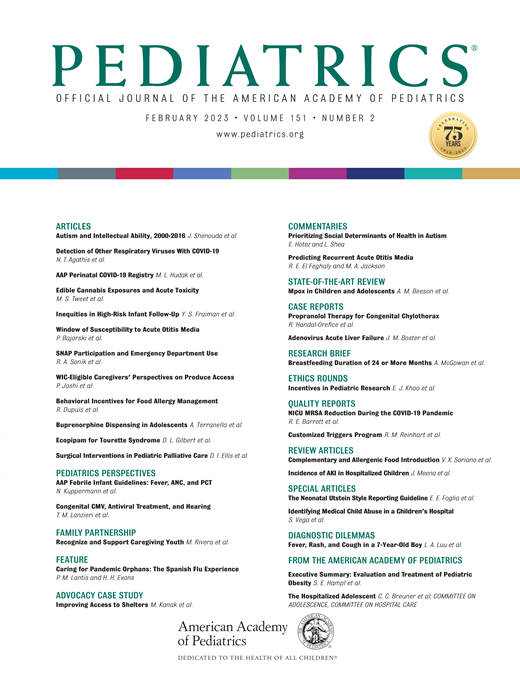 PEDIATRICS®
OFFICIAL JOURNAL OF THE AMERICAN ACADEMY OF PEDIATRICS
FEBRUARY 2023 • VOLUME 151 • NUMBER 2
www.pediatrics.org
CELEBRATING
75
YEARS
ARTICLES
Autism and Intellectual Ability, 2000-2016 J. Shenouda et al.
Detection of Other Respiratory Viruses With COVID-19
N. T. Agathis et al.
AAP Perinatal COVID-19 Registry M. L. Hudak et al.
Edible Cannabis Exposures and Acute Toxicity
M. S. Tweet et al.
Inequities in High-Risk Infant Follow-Up Y. S. Fraiman et al.
Window of Susceptibility to Acute Otitis Media
P. Bajorski et al.
SNAP Participation and Emergency Department Use
R. A. Sonik et al.
WIC-Eligible Caregivers' Perspectives on Produce Access
P. Joshi et al.
Behavioral Incentives for Food Allergy Management
R. Dupuis et al.
Buprenorphine Dispensing in Adolescents A. Terranella et al.
Ecopipam for Tourette Syndrome D. L. Gilbert et al.
Surgical Interventions in Pediatric Palliative Care D. I. Ellis et al.
PEDIATRICS PERSPECTIVES
AAP Febrile Infant Guidelines: Fever, ANC, and PCT
N. Kuppermann et al.
Congenital CMV, Antiviral Treatment, and Hearing
T. M. Lanzieri et al.
FAMILY PARTNERSHIP
Recognize and Support Caregiving Youth M. Rivera et al.
FEATURE
Caring for Pandemic Orphans: The Spanish Flu Experience
P. M. Lantis and H. H. Evans
ADVOCACY CASE STUDY
Improving Access to Shelters M. Kanak et al.
COMMENTARIES
Prioritizing Social Determinants of Health in Autism
E. Hotez and L. Shea
Predicting Recurrent Acute Otitis Media
R. E. El Feghaly and M. A. Jackson
STATE-OF-THE-ART REVIEW
Mpox in Children and Adolescents A. M. Beeson et al.
CASE REPORTS
Propranolol Therapy for Congenital Chylothorax
R. Handal-Orefice et al.
Adenovirus Acute Liver Failure J. M. Boster et al.
RESEARCH BRIEF
Breastfeeding Duration of 24 or More Months A. McGowan et al.
ETHICS ROUNDS
Incentives in Pediatric Research E. J. Khoo et al.
QUALITY REPORTS
NICU MRSA Reduction During the COVID-19 Pandemic
R. E. Barrett et al.
Customized Triggers Program R. M. Reinhart et al.
REVIEW ARTICLES
Complementary and Allergenic Food Introduction V. X. Soriano et al.
Incidence of AKI in Hospitalized Children J. Meena et al.
SPECIAL ARTICLES
The Neonatal Utstein Style Reporting Guideline E. E. Foglia et al.
Identifying Medical Child Abuse in a Children's Hospital
S. Vega et al.
DIAGNOSTIC DILEMMAS
Fever, Rash, and Cough in a 7-Year-Old Boy L. A. Luu et al.
FROM THE AMERICAN ACADEMY OF PEDIATRICS
Executive Summary: Evaluation and Treatment of Pediatric
Obesity S. E. Hampl et al.
The Hospitalized Adolescent C. C. Breuner et al; COMMITTEE ON
ADOLESCENCE, COMMITTEE ON HOSPITAL CARE
American Academy
of Pediatrics
DEDICATED TO THE HEALTH OF ALL CHILDREN®